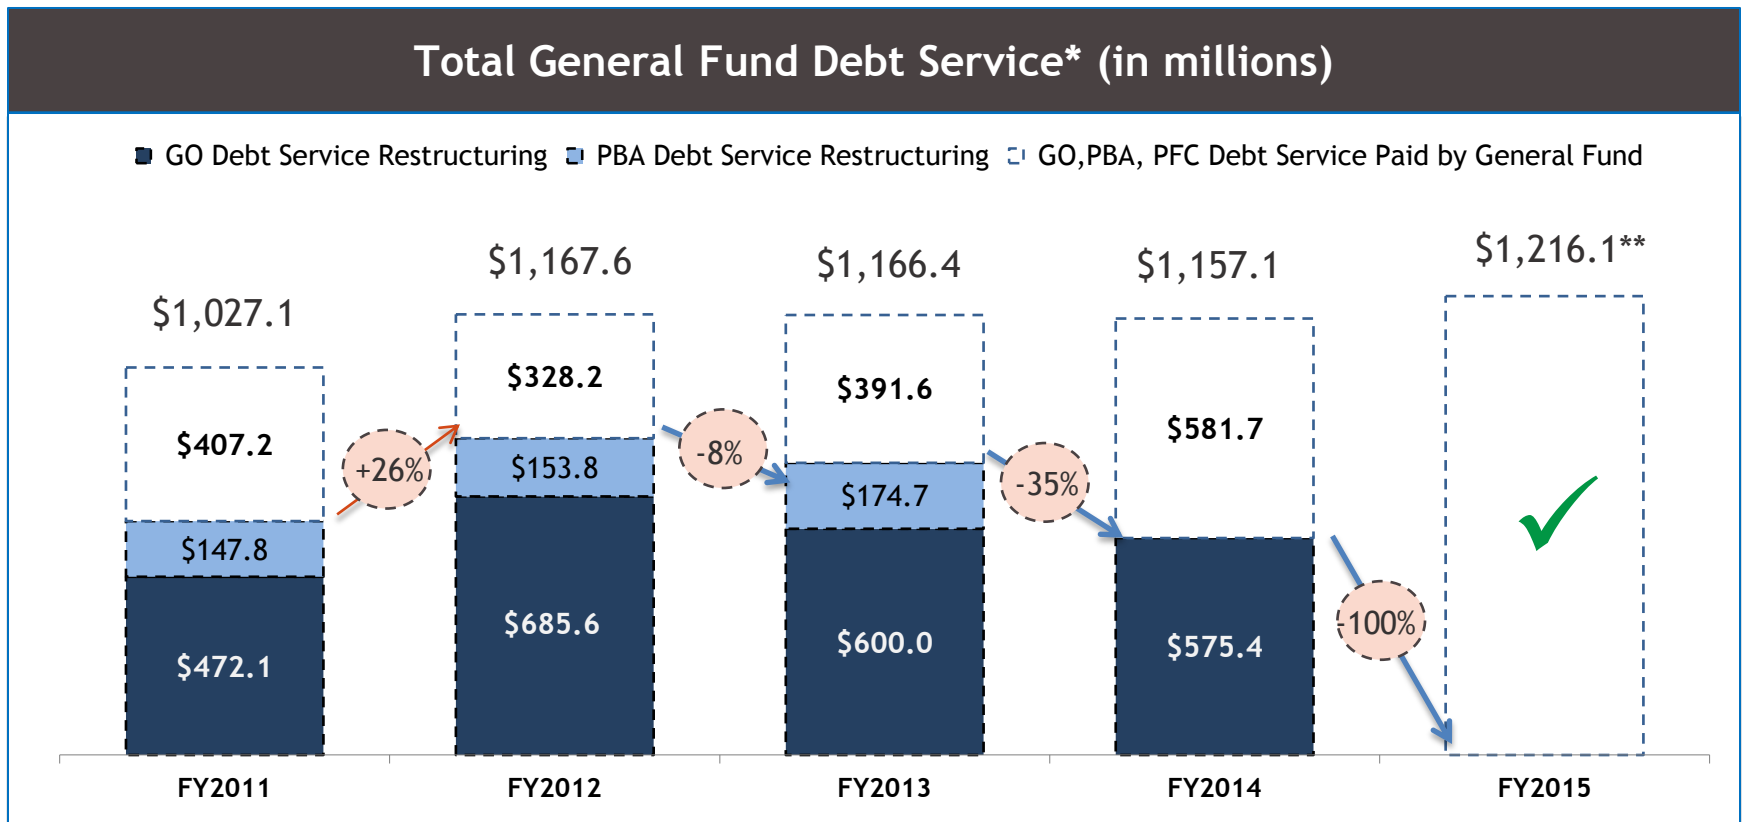 Total General Fund Debt Service* (in millions)
GO Debt Service Restructuring PBA Debt Service Restructuring GO,PBA, PFC Debt Service Paid by General Fund
$1,027.1 $1,167.6 $1,166.4 $1,157.1 $1,216.1**
$407.2 $328.2 $391.6 $581.7
+26% -8% -35% -100%
$147.8 $153.8 $174.7
$472.1 $685.6 $600.0 $575.4
FY2011 FY2012 FY2013 FY2014 FY2015